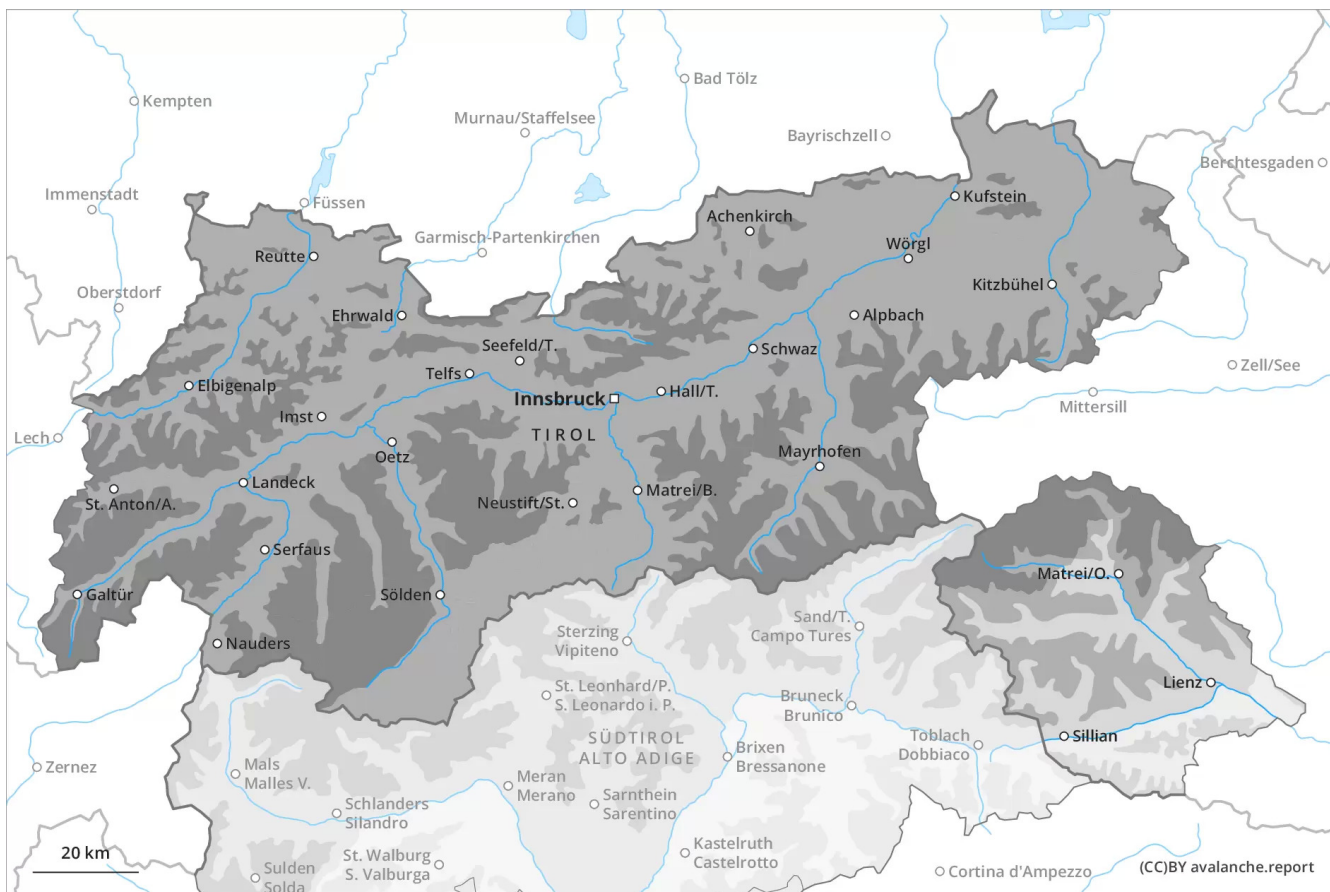 Bad Tölz
Kempten
Murnau/Staffelsee
Bayrischzell
Berchtesgaden
Immenstadt
Füssen
Kufstein
Achenkirch
Garmisch-Partenkirchen
Wörgl
Reutte
Kitzbühel
Oberstdorf
Ehrwald
Alpbach
Seefeld/T.
Schwaz
Zell/See
Telfs
Elbigenalp
Hall/T.
Innsbruck
Mittersill
Imst
Lech
TIROL
Oetz
Mayrhofen
Landeck
Matrei/B.
St. Anton/A.
Neustift/St.
Serfaus
Matrei/O.
Galtür
Sölden
Sand/T.
Campo Tures
Sterzing
Vipiteno
Nauders
Lienz
St. Leonhard/P.
S. Leonardo i. P.
Bruneck
Brunico
SÜDTIROL
ALTO ADIGE
Toblach
Dobbiaco
Sillian
Brixen
Bressanone
Zernez
Mals
Malles V.
Meran
Merano
Sarnthein
Sarentino
Schlanders
Silandro
Kastelruth
Castelrotto
20 km
St. Walburg
S. Valburga
Sulden
Solda
Cortina d'Ampezzo
(CC)BY avalanche.report